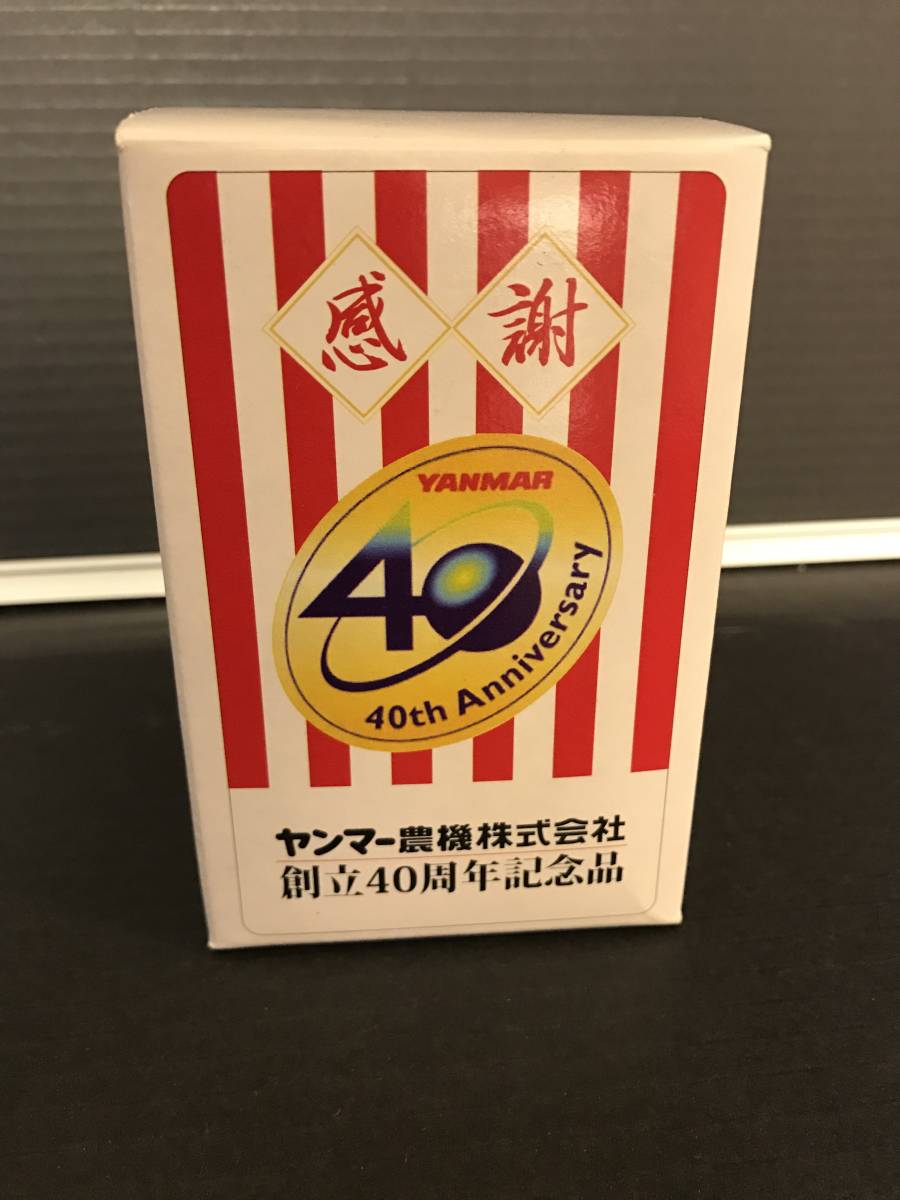 感謝
YANMAR
40
40th Anniversary
ヤンマー農機株式会社
創立40周年記念品